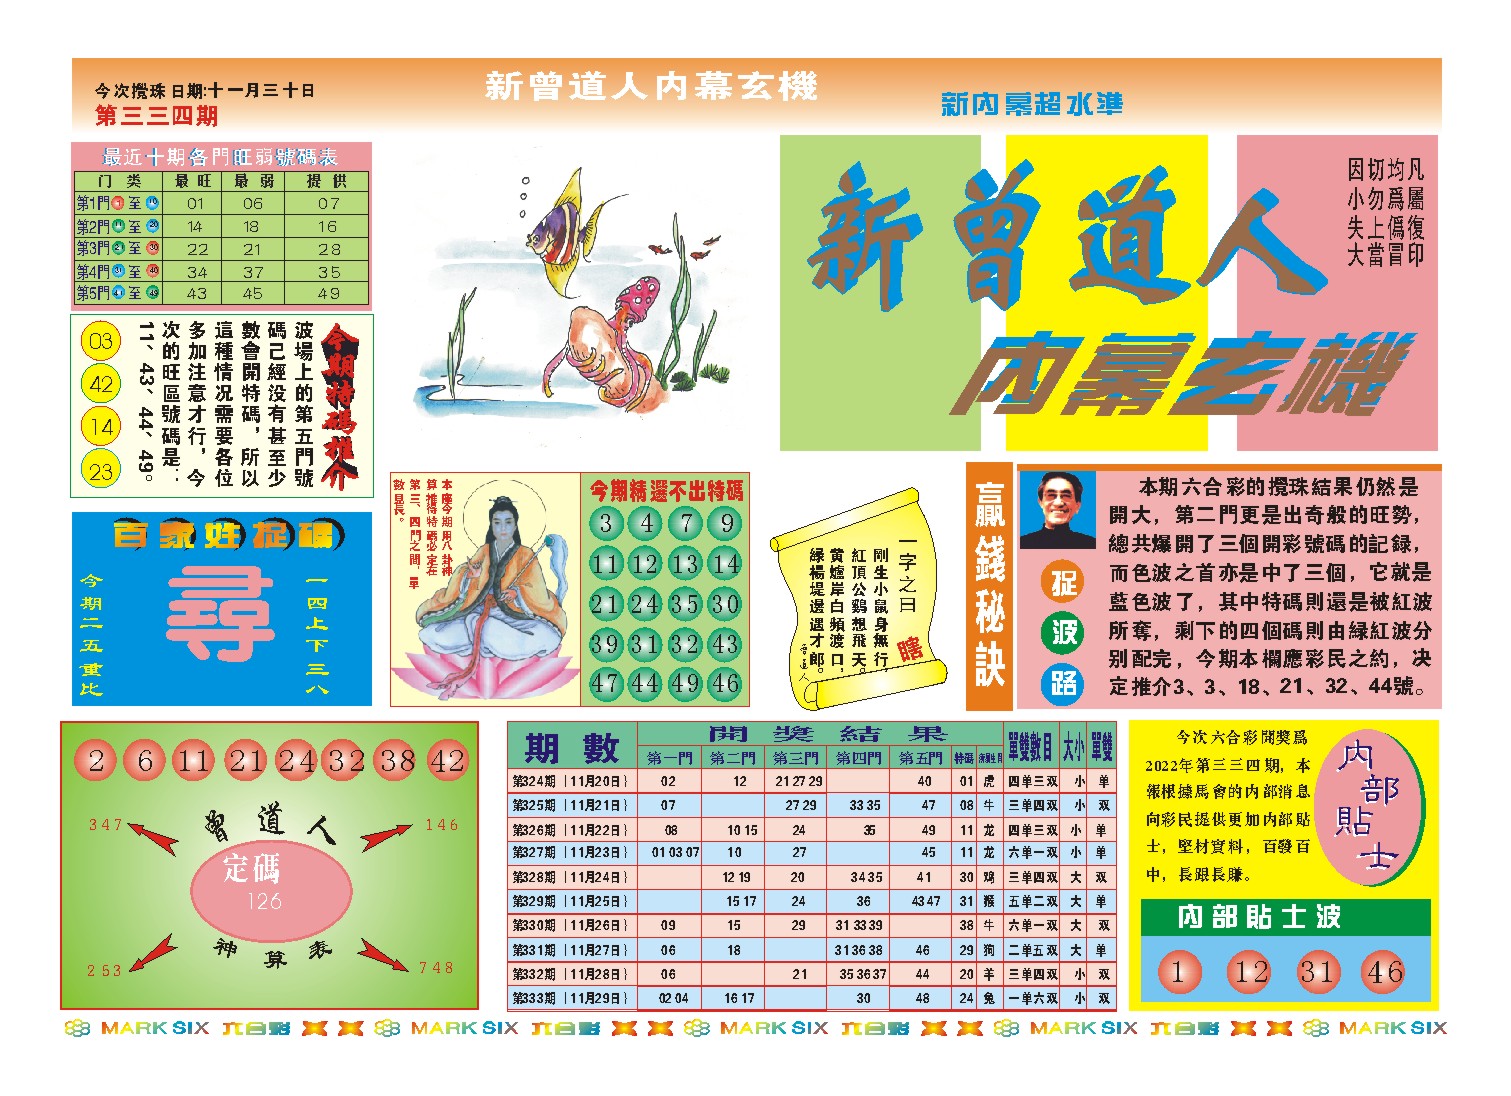 今次攪珠日期:十一月三十日
第三三四期
新曾道人内幕玄機
新內幕超水準
最近十期各門旺弱號碼表
门 类 最 旺 最 弱 提 供
第1門 1 至 10 01 06 07
第2門 11 至 20 14 18 16
第3門 21 至 30 22 21 28
第4門 31 至 40 34 37 35
第5門 41 至 49 43 45 49
03
42
14
23
今期特碼推介
波場上的第五門號
碼己經没有甚至少
數會開特碼，所以
這種情况需要各位
多加注意才行，今
次的旺區號碼是：
11、43、44、49。
百家姓捉碼
今期二五重比
尋
一四上下三八
新曾道人
內幕玄機
凡屬復印
均爲僞冒
切勿上當
因小失大
本座今期用八卦神
算推得特碼必定在
第三、四門之間，單
數見長。
今期精選不出特碼
3 4 7 9
11 12 13 14
21 24 35 30
39 31 32 43
47 44 49 46
一字之曰
瞎
剛生小鼠身無行，
紅頂公鷄想飛天。
黄爐岸白頻渡口，
緑楊堤邊遇才郎。
曾道人
贏錢秘訣
捉
波
路
本期六合彩的攪珠結果仍然是
開大，第二門更是出奇般的旺勢，
總共爆開了三個開彩號碼的記録，
而色波之首亦是中了三個，它就是
藍色波了，其中特碼則還是被紅波
所奪，剩下的四個碼則由緑紅波分
别配完，今期本欄應彩民之約，决
定推介3、3、18、21、32、44號。
2 6 11 21 24 32 38 42
347
146
曾道人
定碼
126
神算表
253
748
期 數 開 獎 結 果 單雙數目 大小 單雙
第一門 第二門 第三門 第四門 第五門 特碼
第324期（11月20日） 02 12 21 27 29 40 01 虎 四单三双 小 单
第325期（11月21日） 07 27 29 33 35 47 08 牛 三单四双 小 双
第326期（11月22日） 08 10 15 24 35 49 11 龙 四单三双 小 单
第327期（11月23日） 01 03 07 10 27 45 11 龙 六单一双 小 单
第328期（11月24日） 12 19 20 34 35 41 30 鸡 三单四双 大 双
第329期（11月25日） 15 17 24 36 43 47 31 猴 五单二双 大 单
第330期（11月26日） 09 15 29 31 33 39 38 牛 六单一双 大 双
第331期（11月27日） 06 18 31 36 38 46 29 狗 二单五双 大 单
第332期（11月28日） 06 21 35 36 37 44 20 羊 三单四双 小 双
第333期（11月29日） 02 04 16 17 30 48 24 兔 一单六双 小 双
今次六合彩開獎爲
2022年第三三四期，本
報根據馬會的内部消息
向彩民提供更加内部貼
士，堅材實料，百發百
中，長跟長賺。
内部貼士
內部貼士波
1 12 31 46
MARK SIX 六合彩 MARK SIX 六合彩 MARK SIX 六合彩 MARK SIX 六合彩 MARK SIX